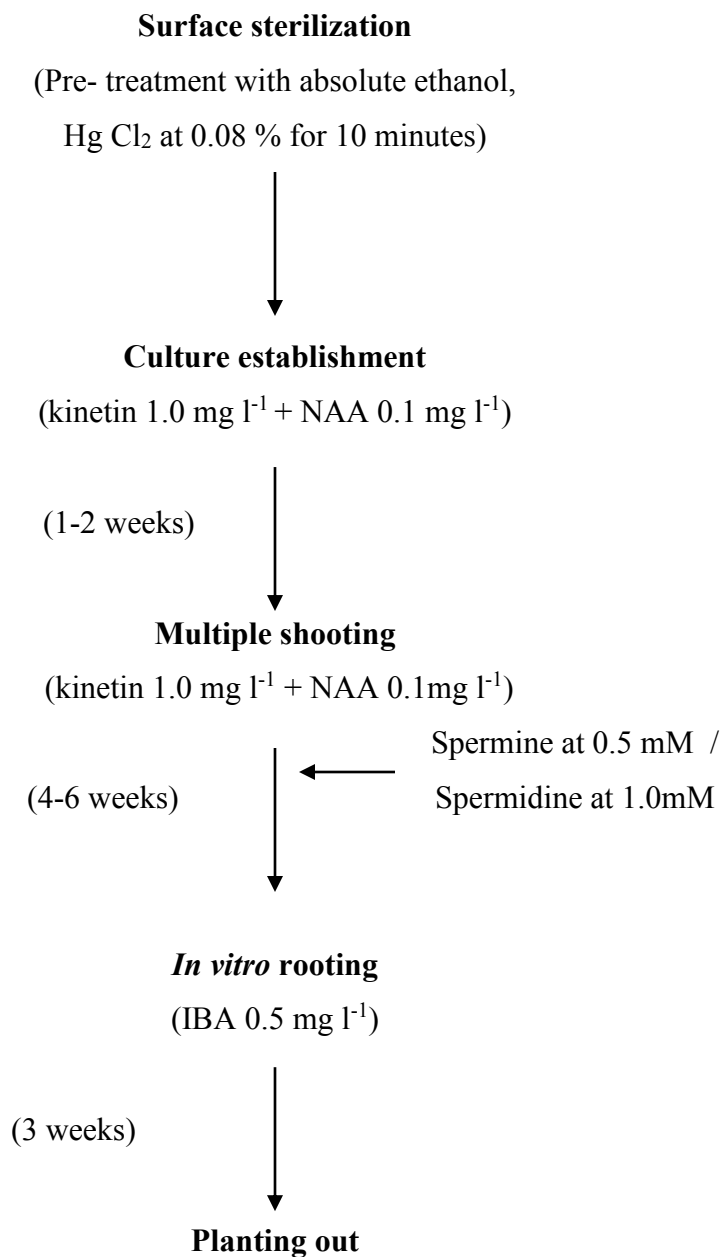 Surface sterilization
(Pre- treatment with absolute ethanol,
Hg Cl₂ at 0.08 % for 10 minutes)
Culture establishment
(kinetin 1.0 mg l⁻¹ + NAA 0.1 mg l⁻¹)
(1-2 weeks)
Multiple shooting
(kinetin 1.0 mg l⁻¹ + NAA 0.1mg l⁻¹)
Spermine at 0.5 mM /
(4-6 weeks)
Spermidine at 1.0mM
In vitro rooting
(IBA 0.5 mg l⁻¹)
(3 weeks)
Planting out